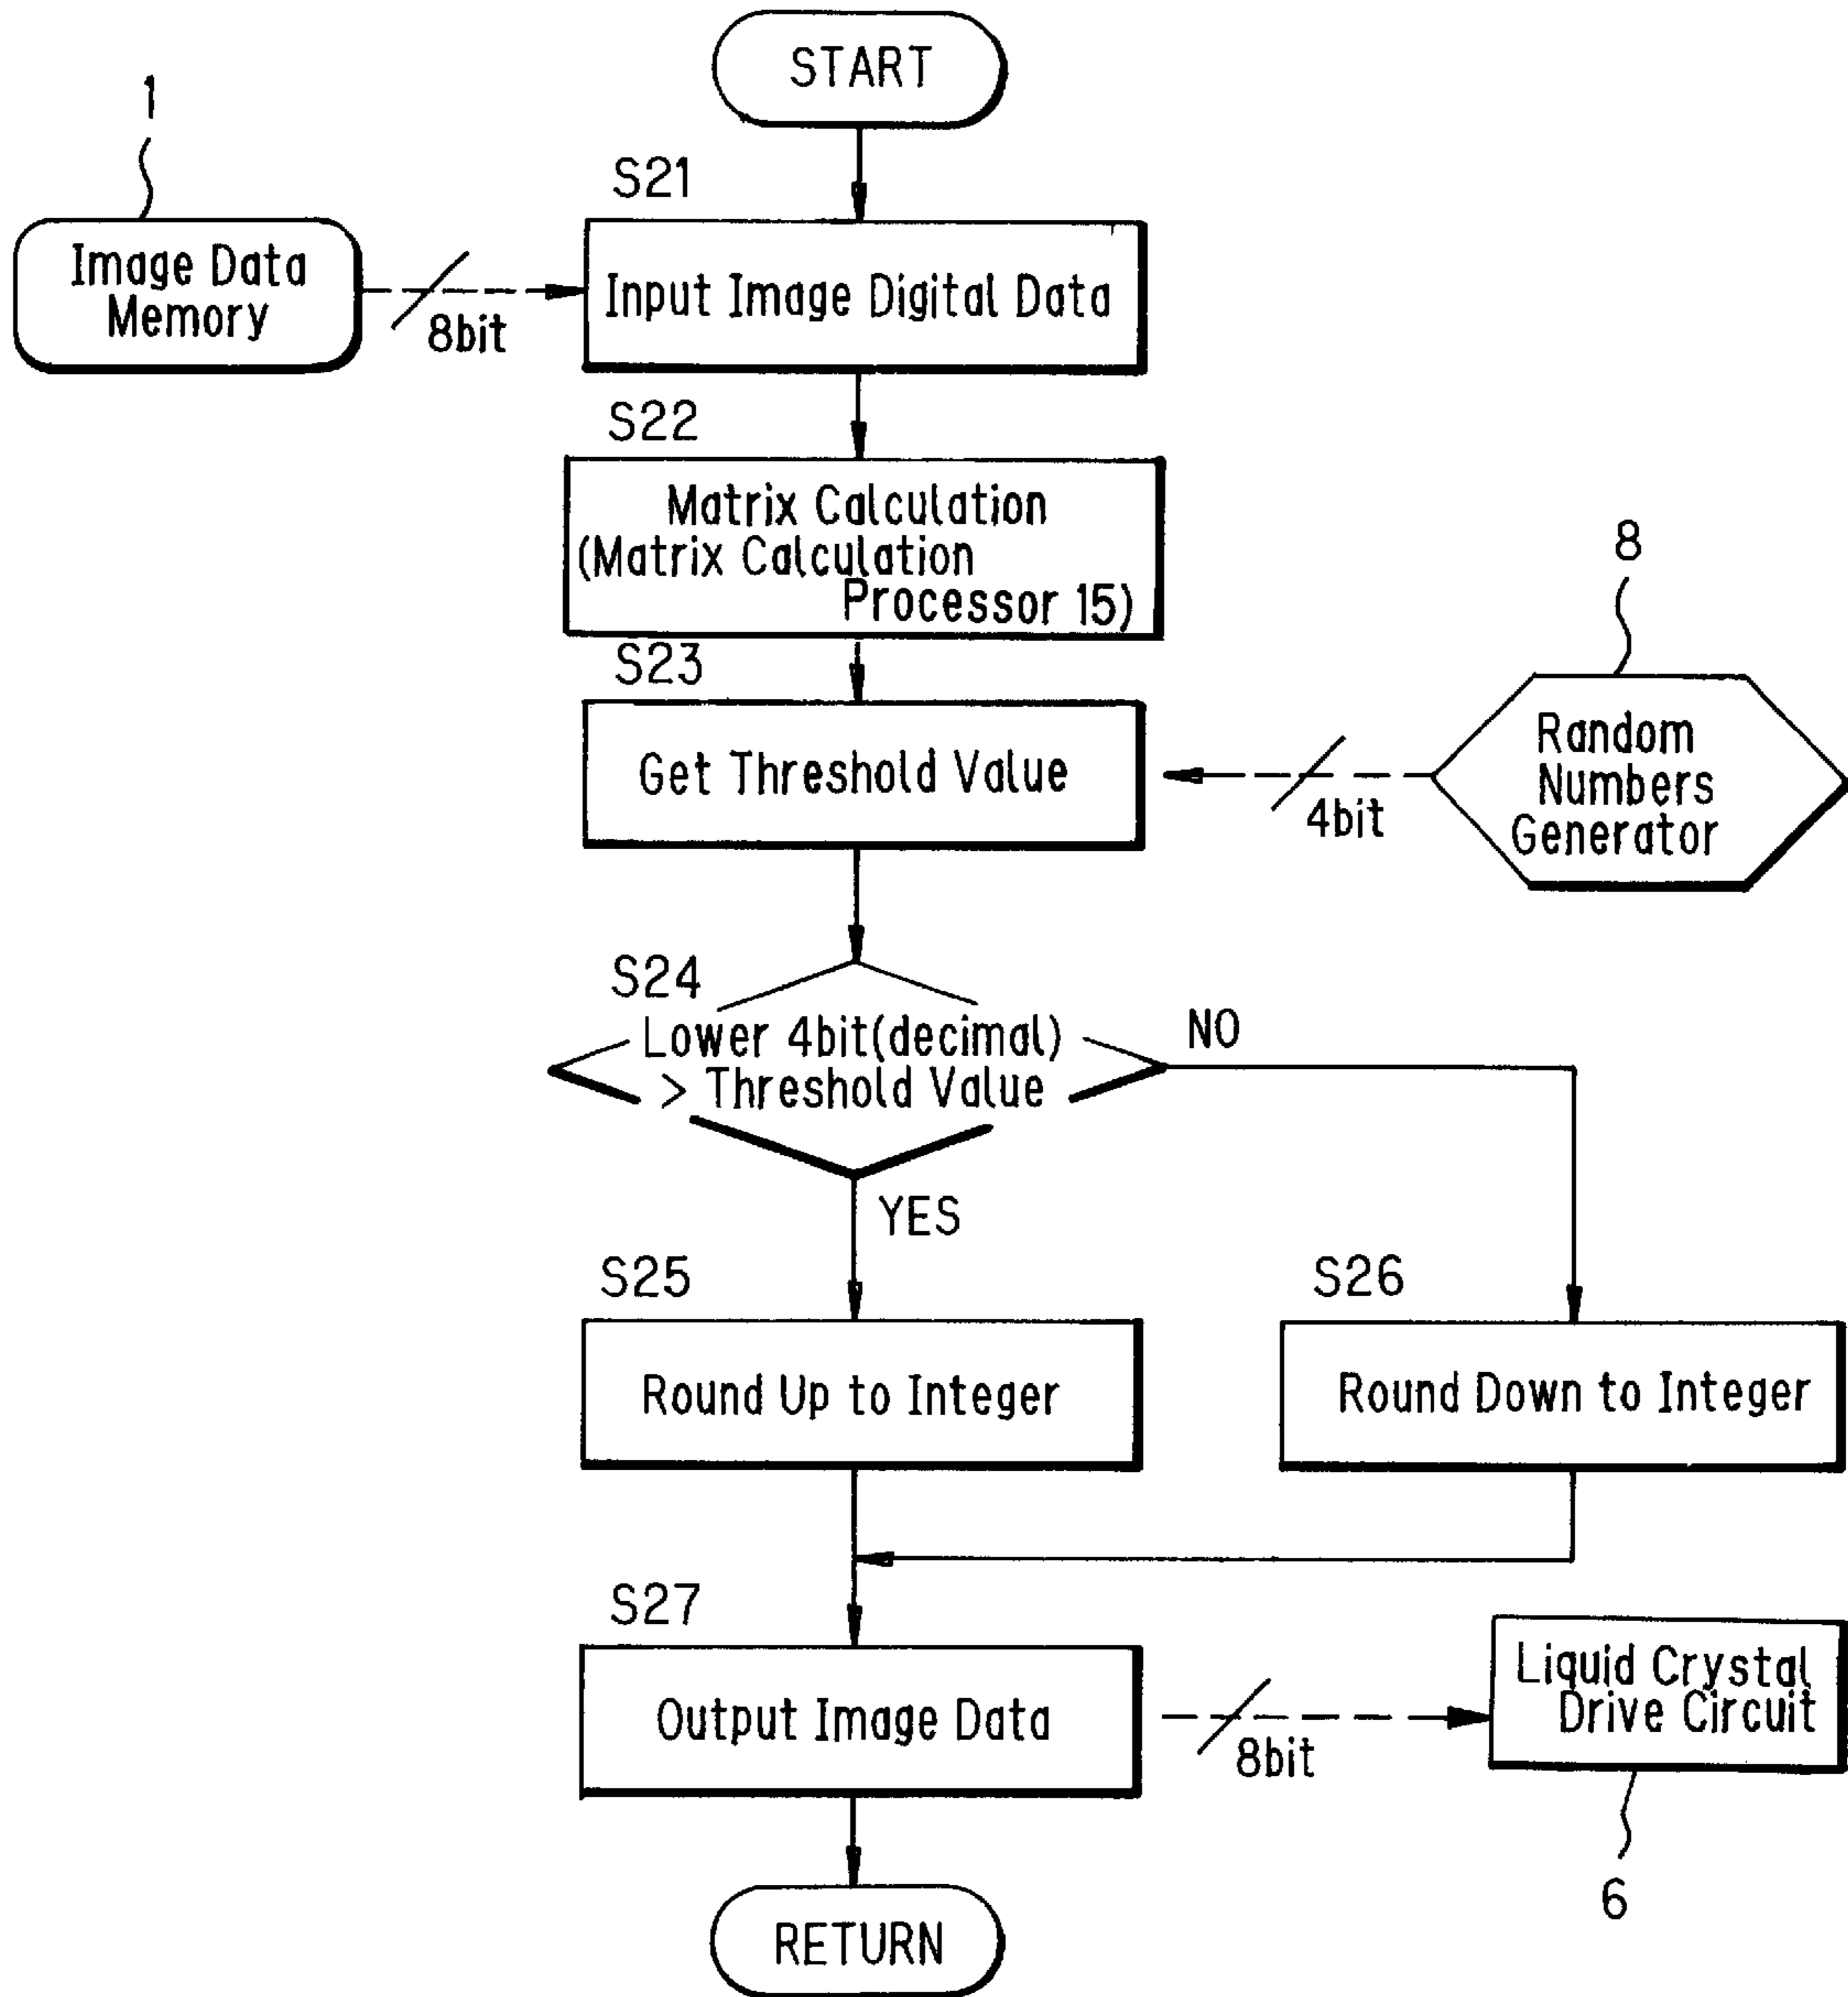 START
1
S21
Image Data
Memory
8bit
Input Image Digital Data
S22
Matrix Calculation
(Matrix Calculation
Processor 15)
S23
8
Get Threshold Value
4bit
Random
Numbers
Generator
S24
Lower 4bit(decimal)
> Threshold Value
NO
YES
S25
S26
Round Up to Integer
Round Down to Integer
S27
Output Image Data
8bit
Liquid Crystal
Drive Circuit
6
RETURN